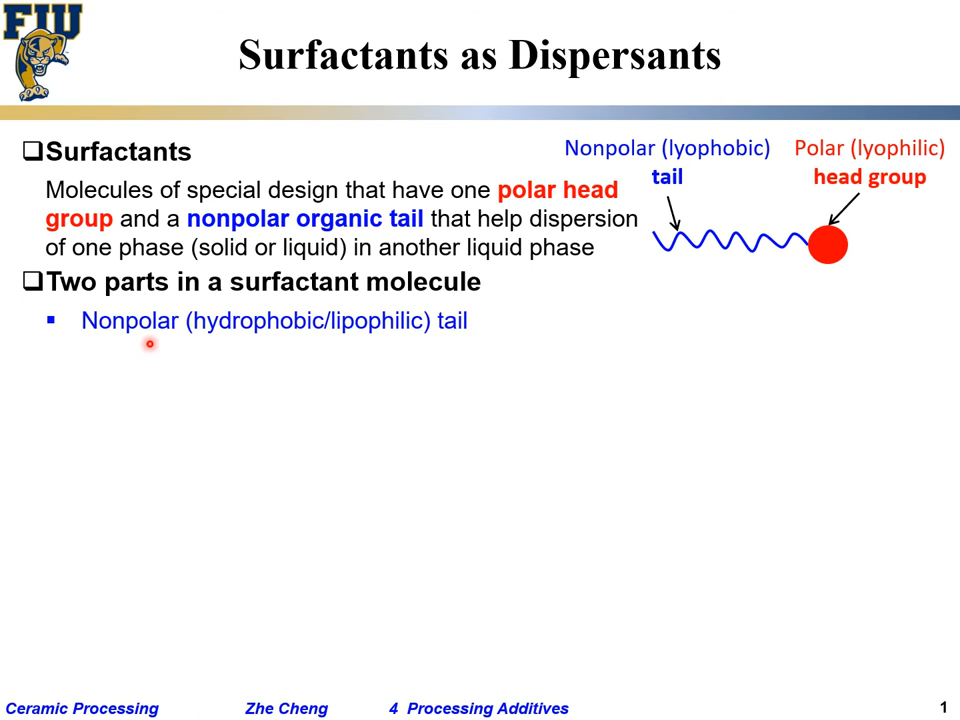 FIU
Surfactants as Dispersants
❑Surfactants
Molecules of special design that have one polar head
group and a nonpolar organic tail that help dispersion
of one phase (solid or liquid) in another liquid phase
Nonpolar (lyophobic)
tail
Polar (lyophilic)
head group
❑Two parts in a surfactant molecule
▪ Nonpolar (hydrophobic/lipophilic) tail
Ceramic Processing Zhe Cheng 4 Processing Additives 1